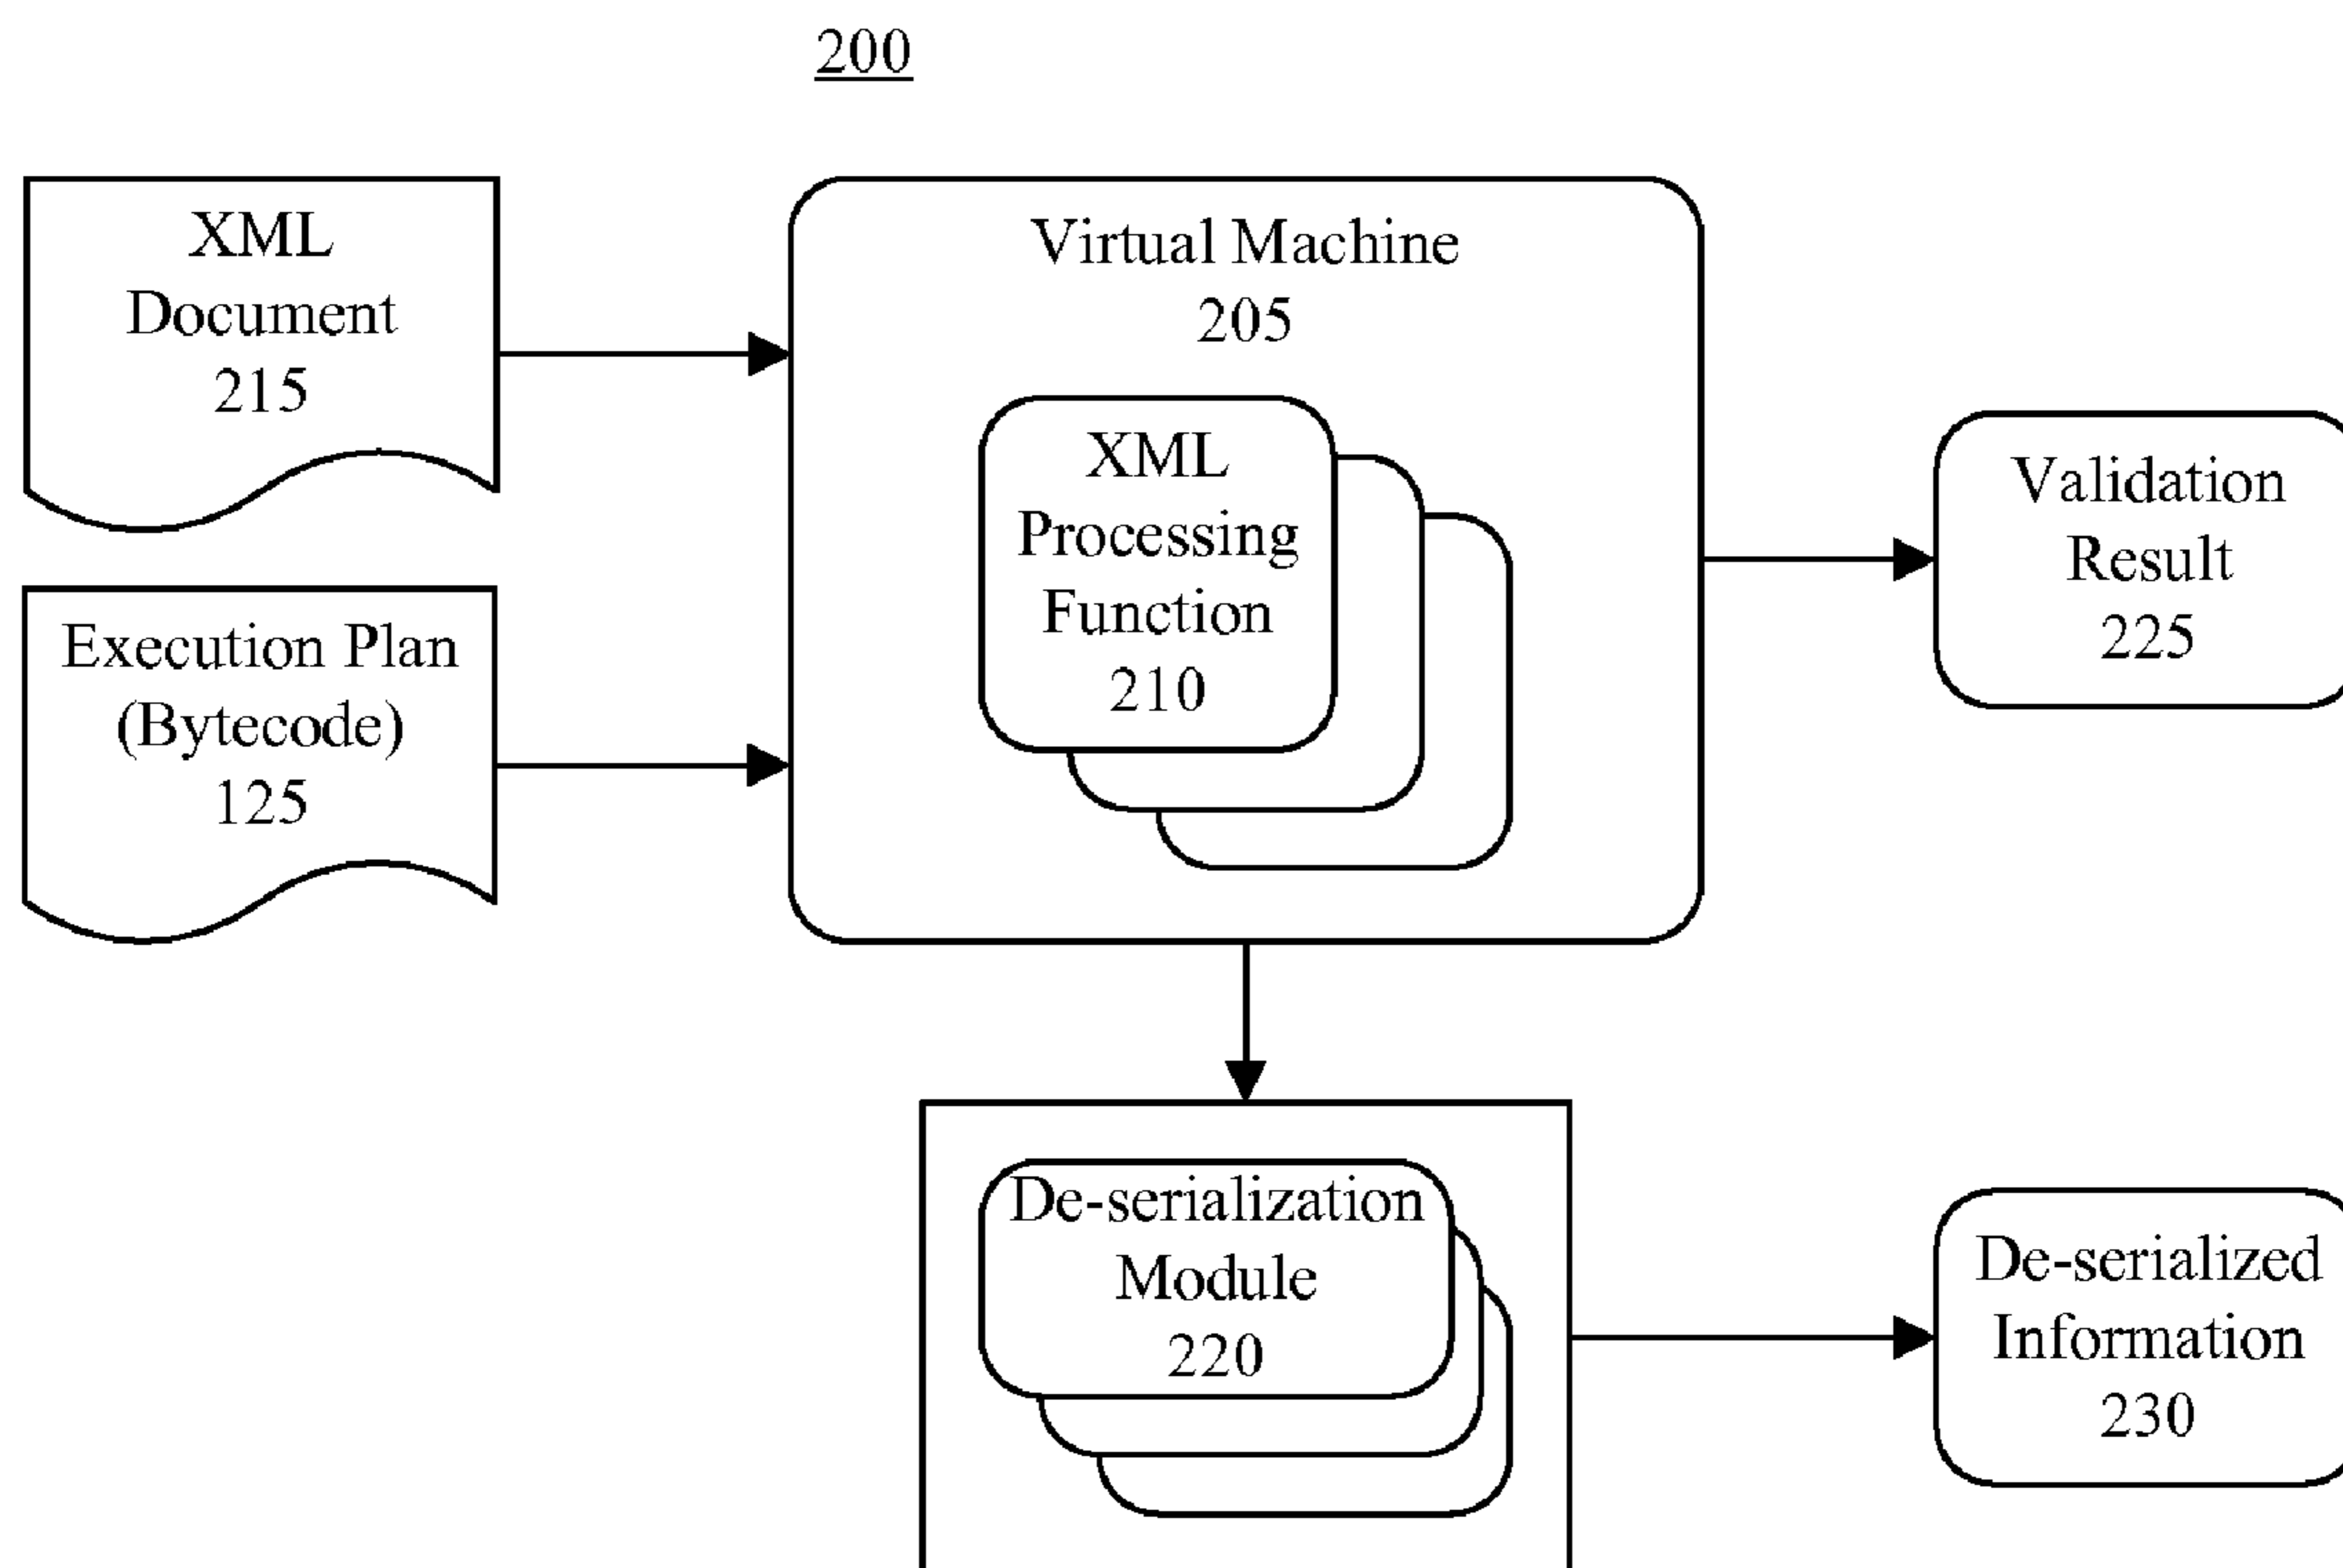 200
XML
Document
215
Execution Plan
(Bytecode)
125
Virtual Machine
205
XML
Processing
Function
210
Validation
Result
225
De-serialization
Module
220
De-serialized
Information
230